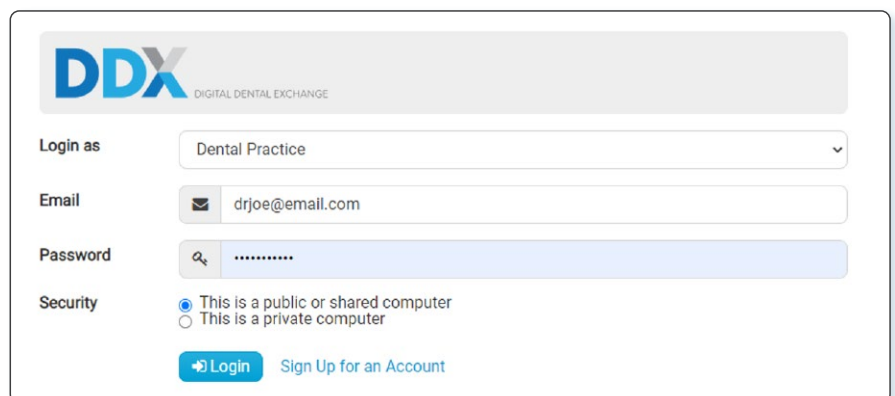 DDX DIGITAL DENTAL EXCHANGE
Login as Dental Practice
Email drjoe@email.com
Password •••••••••••
Security This is a public or shared computer
This is a private computer
Login Sign Up for an Account